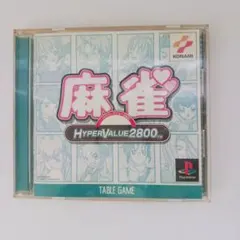 KONAMI
麻雀
HYPERVALUE2800
TABLE GAME